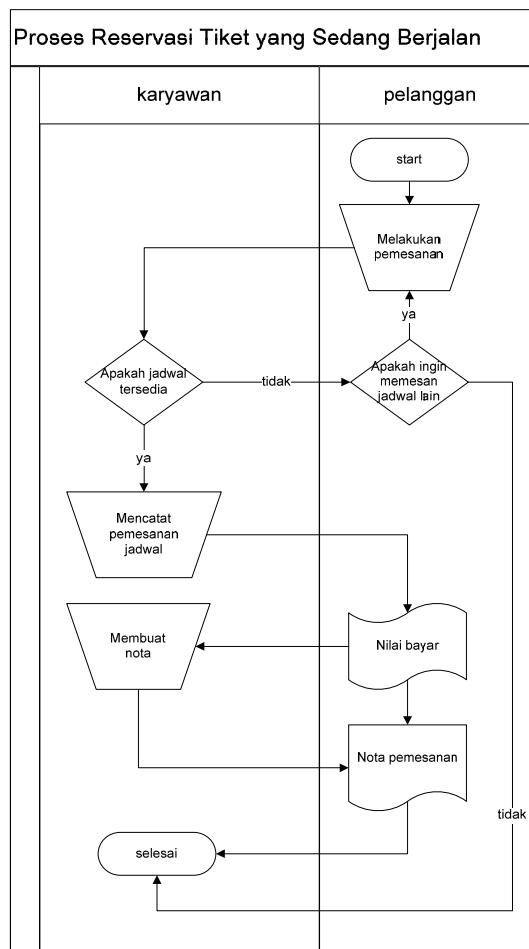 Proses Reservasi Tiket yang Sedang Berjalan
karyawan
pelanggan
start
Melakukan
pemesanan
ya
Apakah jadwal
tersedia
tidak
Apakah ingin
memesan
jadwal lain
ya
Mencatat
pemesanan
jadwal
Membuat
nota
Nilai bayar
Nota pemesanan
tidak
selesai